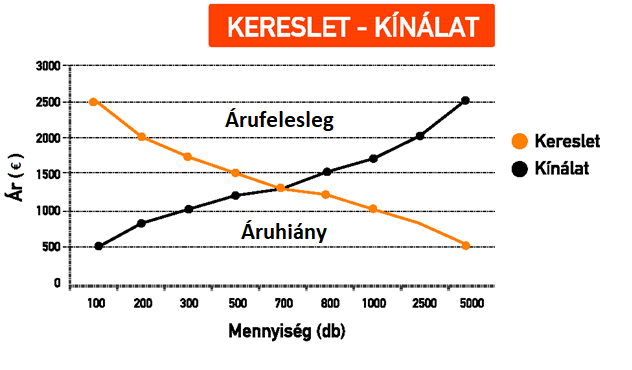 KERESLET - KÍNÁLAT
3000
2500
2000
1500
1000
500
0
Ár (€)
Árufelesleg
Áruhiány
Kereslet
Kínálat
100 200 300 500 700 800 1000 2500 5000
Mennyiség (db)